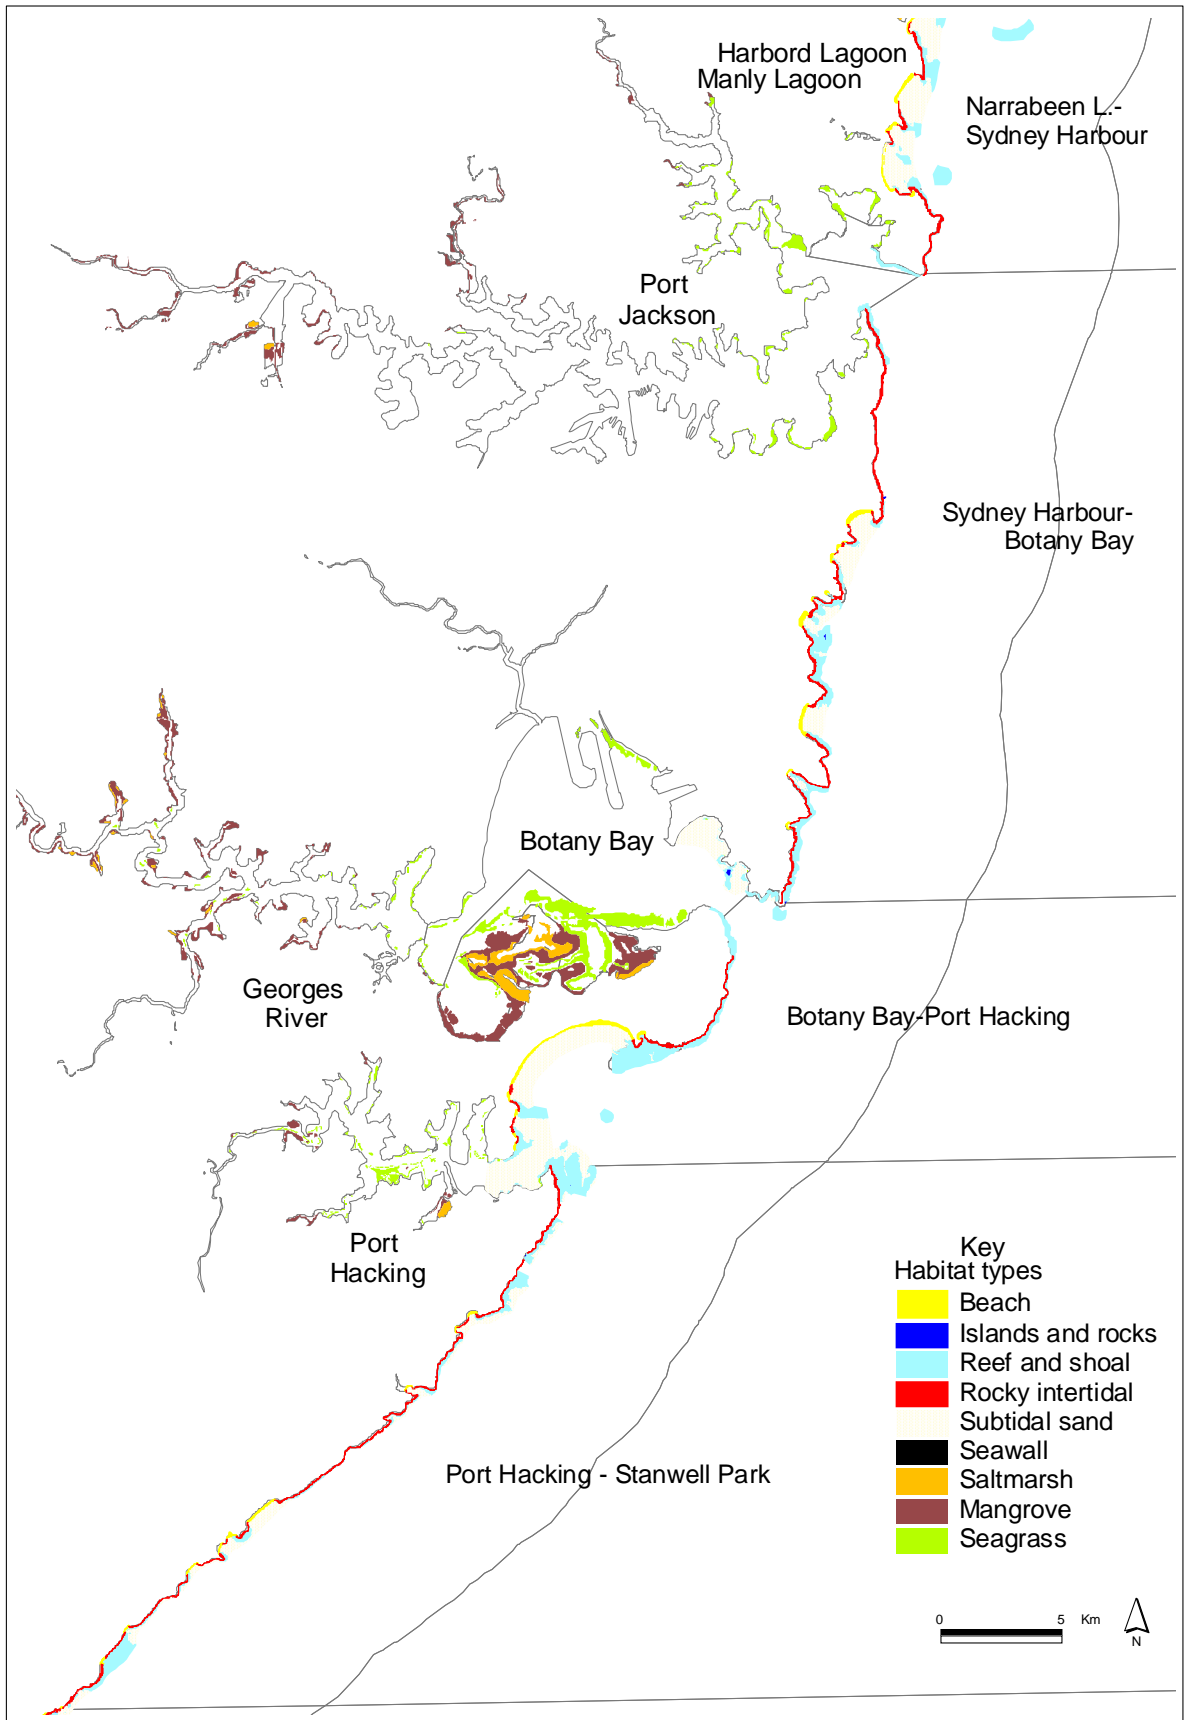 Harbord Lagoon
Manly Lagoon
Narrabeen L.-
Sydney Harbour
Port
Jackson
Sydney Harbour-
Botany Bay
Botany Bay
Georges
River
Botany Bay-Port Hacking
Port
Hacking
Port Hacking - Stanwell Park
Key
Habitat types
Beach
Islands and rocks
Reef and shoal
Rocky intertidal
Subtidal sand
Seawall
Saltmarsh
Mangrove
Seagrass
0 5 Km
N